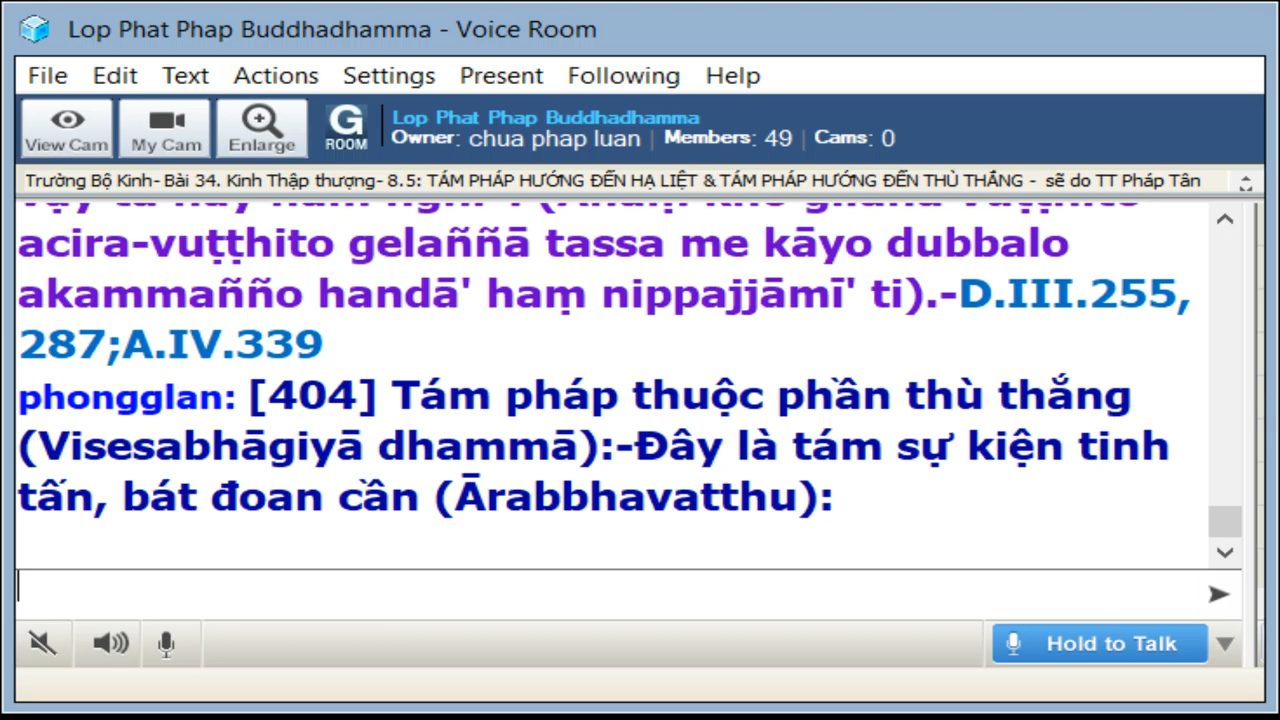 Lop Phat Phap Buddhadhamma - Voice Room
File Edit Text Actions Settings Present Following Help
View Cam My Cam Enlarge G ROOM
Lop Phat Phap Buddhadhamma
Owner: chua phap luan | Members: 49 | Cams: 0
Trường Bộ Kinh- Bài 34. Kinh Thập thượng- 8.5: TÁM PHÁP HƯỚNG ĐẾN HẠ LIỆT & TÁM PHÁP HƯỚNG ĐẾN THÙ THẮNG - sẽ do TT Pháp Tân
acira-vuṭṭhito gelaññā tassa me kāyo dubbalo
akammañño handā' haṃ nippajjāmī' ti).-D.III.255,
287;A.IV.339
phongglan: [404] Tám pháp thuộc phần thù thắng
(Visesabhāgiyā dhammā):-Đây là tám sự kiện tinh
tấn, bát đoan cần (Ārabbhavatthu):
Hold to Talk